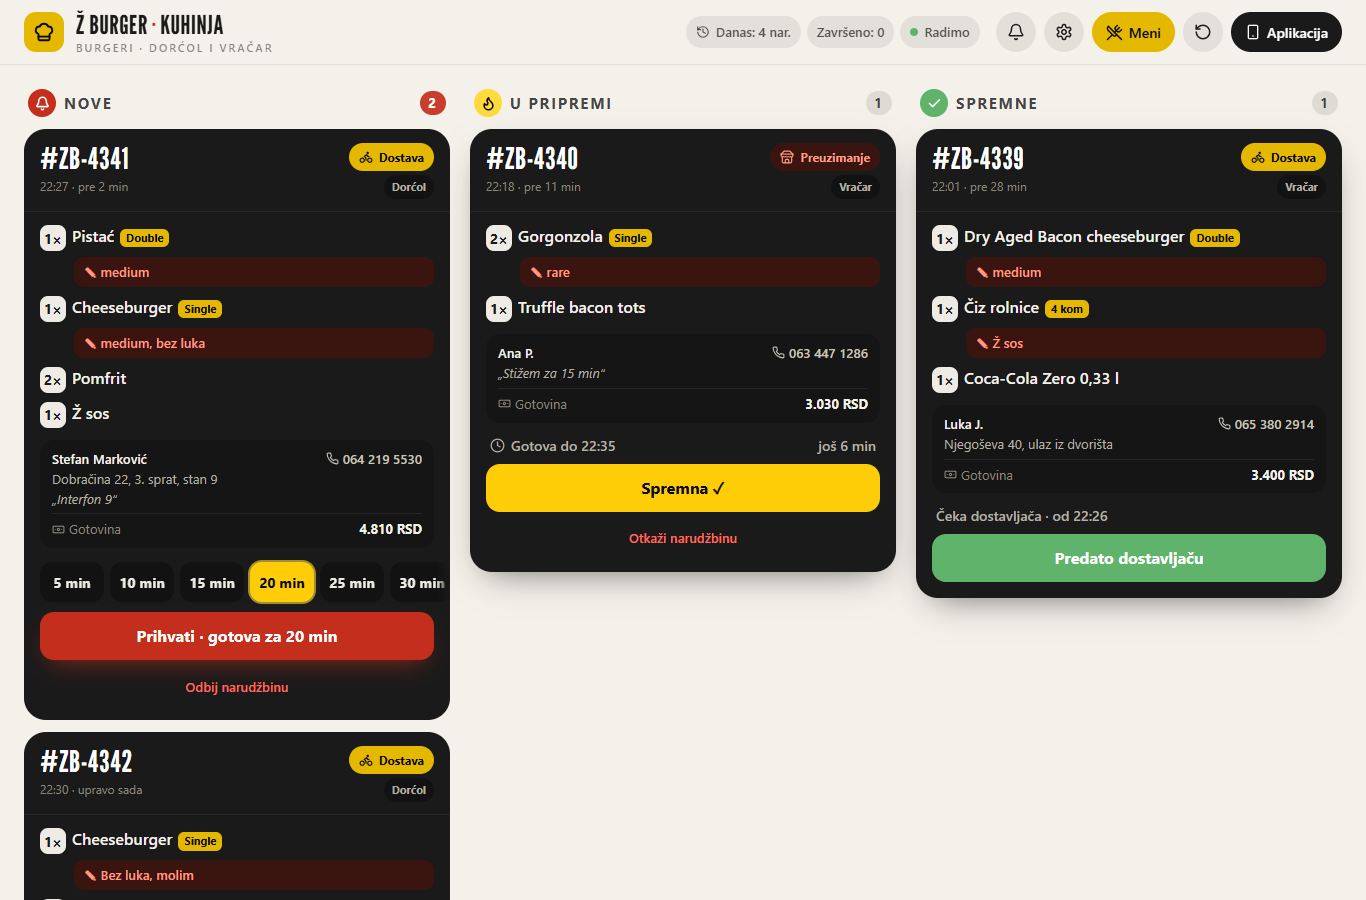 Ž BURGER · KUHINJA
BURGERI · DORĆOL I VRAČAR
Danas: 4 nar.
Završeno: 0
Radimo
Meni
Aplikacija
NOVE
2
#ZB-4341
Dostava
22:27 · pre 2 min
Dorćol
1× Pistać Double
medium
1× Cheeseburger Single
medium, bez luka
2× Pomfrit
1× Ž sos
Stefan Marković
064 219 5530
Dobračina 22, 3. sprat, stan 9
„Interfon 9“
Gotovina
4.810 RSD
5 min
10 min
15 min
20 min
25 min
30 min
Prihvati · gotova za 20 min
Odbij narudžbinu
#ZB-4342
Dostava
22:30 · upravo sada
Dorćol
1× Cheeseburger Single
Bez luka, molim
U PRIPREMI
1
#ZB-4340
Preuzimanje
22:18 · pre 11 min
Vračar
2× Gorgonzola Single
rare
1× Truffle bacon tots
Ana P.
063 447 1286
„Stižem za 15 min“
Gotovina
3.030 RSD
Gotova do 22:35
još 6 min
Spremna ✓
Otkaži narudžbinu
SPREMNE
1
#ZB-4339
Dostava
22:01 · pre 28 min
Vračar
1× Dry Aged Bacon cheeseburger Double
medium
1× Čiz rolnice 4 kom
Ž sos
1× Coca-Cola Zero 0,33 l
Luka J.
065 380 2914
Njegoševa 40, ulaz iz dvorišta
Gotovina
3.400 RSD
Čeka dostavljača · od 22:26
Predato dostavljaču